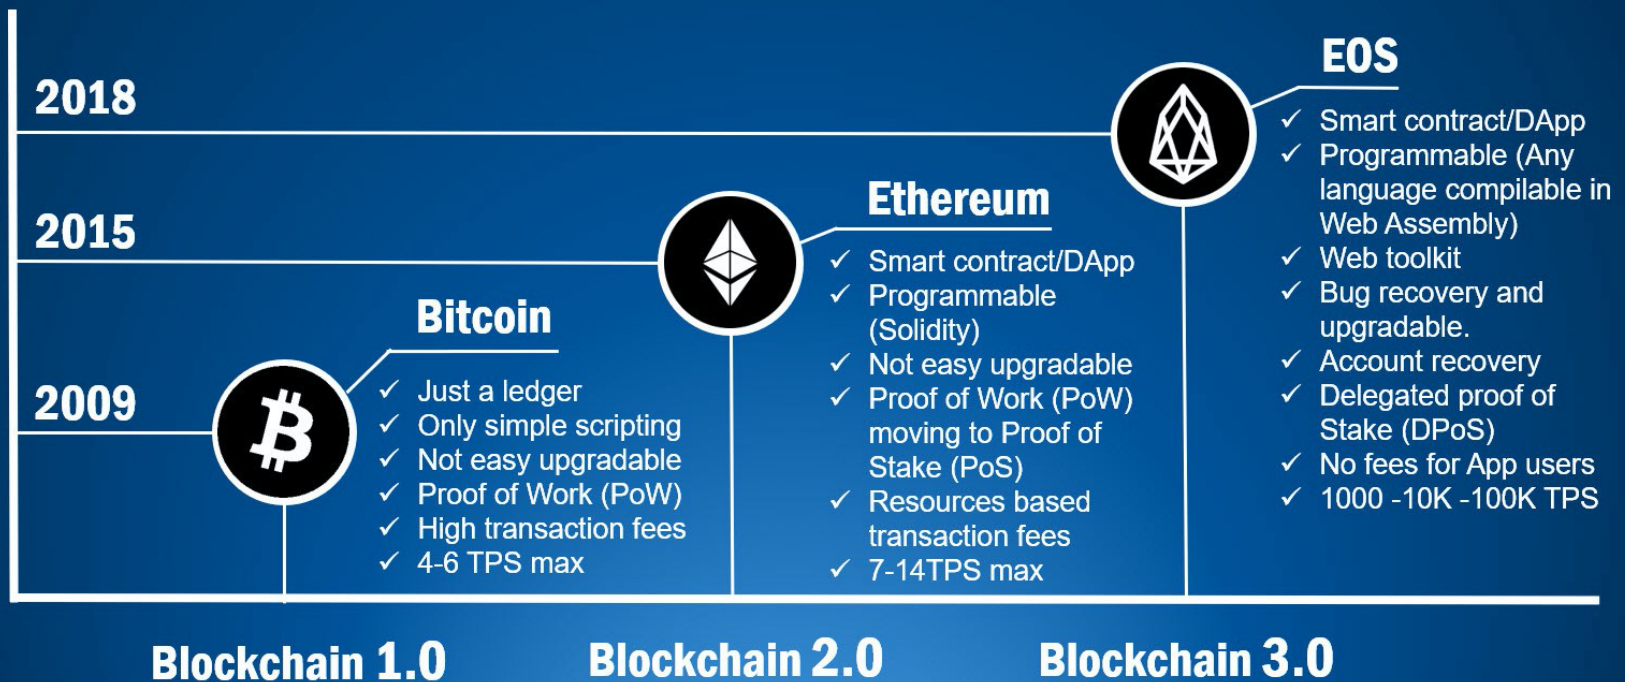 2018
2015
2009
Bitcoin
Just a ledger
Only simple scripting
Not easy upgradable
Proof of Work (PoW)
High transaction fees
4-6 TPS max
Ethereum
Smart contract/DApp
Programmable
(Solidity)
Not easy upgradable
Proof of Work (PoW)
moving to Proof of
Stake (PoS)
Resources based
transaction fees
7-14TPS max
EOS
Smart contract/DApp
Programmable (Any
language compilable in
Web Assembly)
Web toolkit
Bug recovery and
upgradable.
Account recovery
Delegated proof of
Stake (DPoS)
No fees for App users
1000 -10K -100K TPS
Blockchain 1.0
Blockchain 2.0
Blockchain 3.0